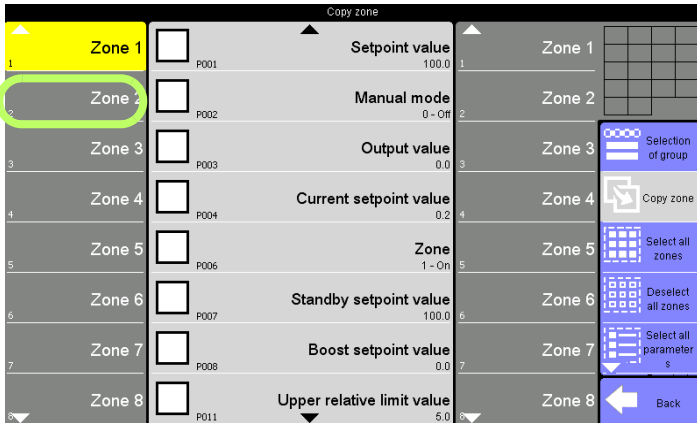 Copy zone
Zone 1
1
Zone 2
2
Zone 3
3
Zone 4
4
Zone 5
5
Zone 6
6
Zone 7
7
Zone 8
8
Setpoint value
P001 100.0
Manual mode
P002 0 - Off
Output value
P003 0.0
Current setpoint value
P004 0.2
Zone
P006 1 - On
Standby setpoint value
P007 100.0
Boost setpoint value
P008 0.0
Upper relative limit value
P011 5.0
Zone 1
1
Zone 2
2
Zone 3
3
Zone 4
4
Zone 5
5
Zone 6
6
Zone 7
7
Zone 8
8
Selection
of group
Copy zone
Select all
zones
Deselect
all zones
Select all
parameter
s
Back